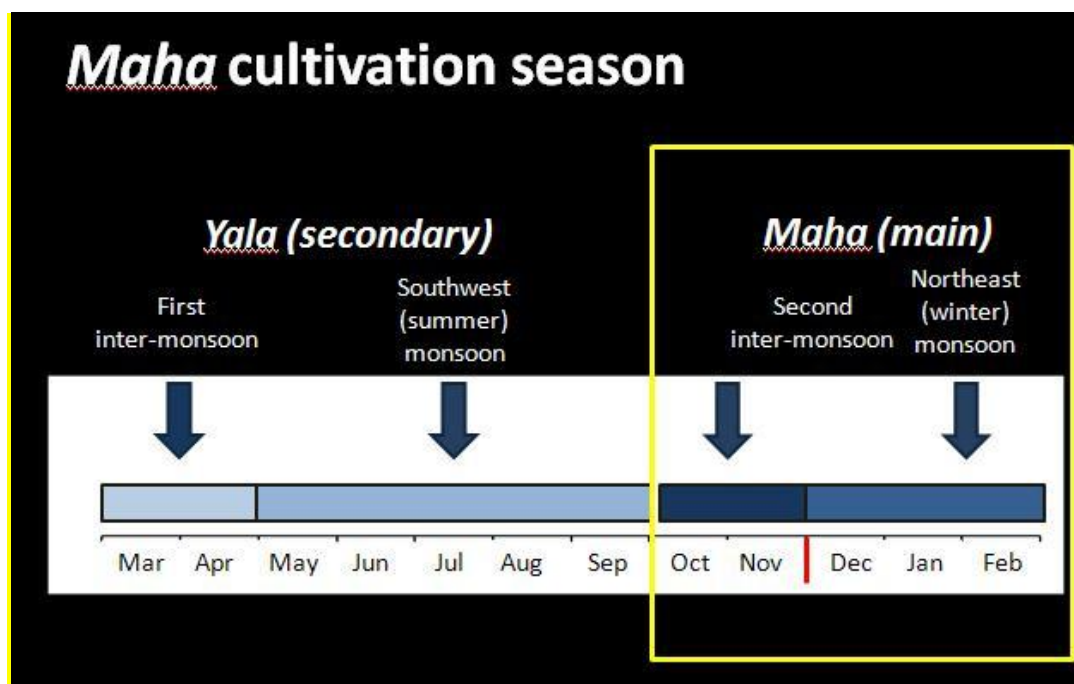 Maha cultivation season
Yala (secondary)
Maha (main)
First
inter-monsoon
Southwest
(summer)
monsoon
Second
inter-monsoon
Northeast
(winter)
monsoon
Mar Apr May Jun Jul Aug Sep Oct Nov Dec Jan Feb